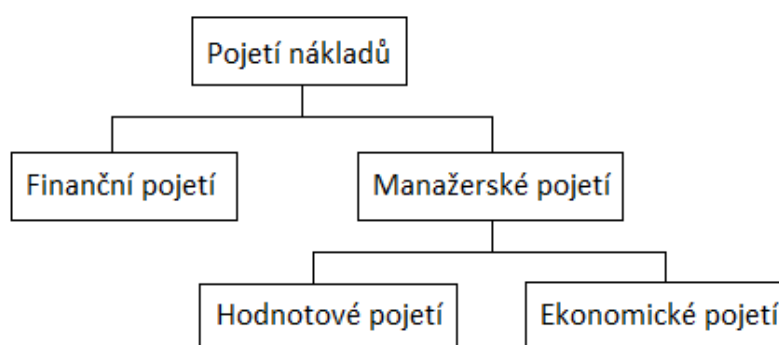 Pojetí nákladů
Finanční pojetí
Manažerské pojetí
Hodnotové pojetí
Ekonomické pojetí